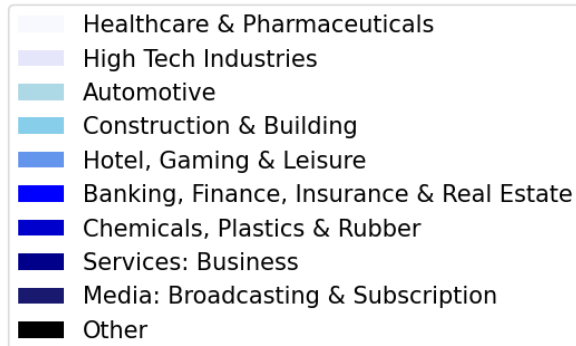 Healthcare & Pharmaceuticals
High Tech Industries
Automotive
Construction & Building
Hotel, Gaming & Leisure
Banking, Finance, Insurance & Real Estate
Chemicals, Plastics & Rubber
Services: Business
Media: Broadcasting & Subscription
Other